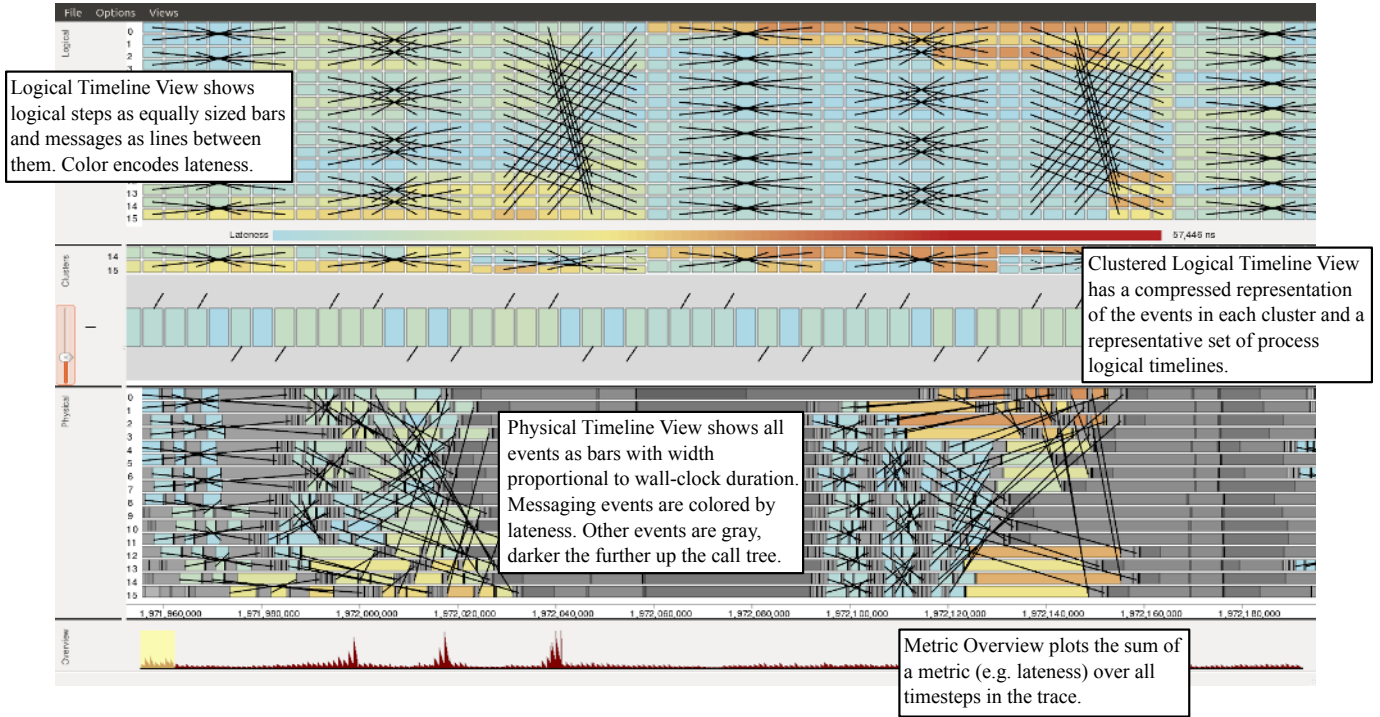 File Options Views
Logical
0
1
2
3
Logical Timeline View shows
logical steps as equally sized bars
and messages as lines between
them. Color encodes lateness.
13
14
15
Lateness 57,446 ns
Clusters
14
15
Clustered Logical Timeline View
has a compressed representation
of the events in each cluster and a
representative set of process
logical timelines.
Physical
0
1
2
3
4
5
6
7
8
9
10
11
12
13
14
15
Physical Timeline View shows all
events as bars with width
proportional to wall-clock duration.
Messaging events are colored by
lateness. Other events are gray,
darker the further up the call tree.
1,971,960,000 1,971,980,000 1,972,000,000 1,972,020,000 1,972,040,000 1,972,060,000 1,972,080,000 1,972,100,000 1,972,120,000 1,972,140,000 1,972,160,000 1,972,180,000
Overview
Metric Overview plots the sum of
a metric (e.g. lateness) over all
timesteps in the trace.